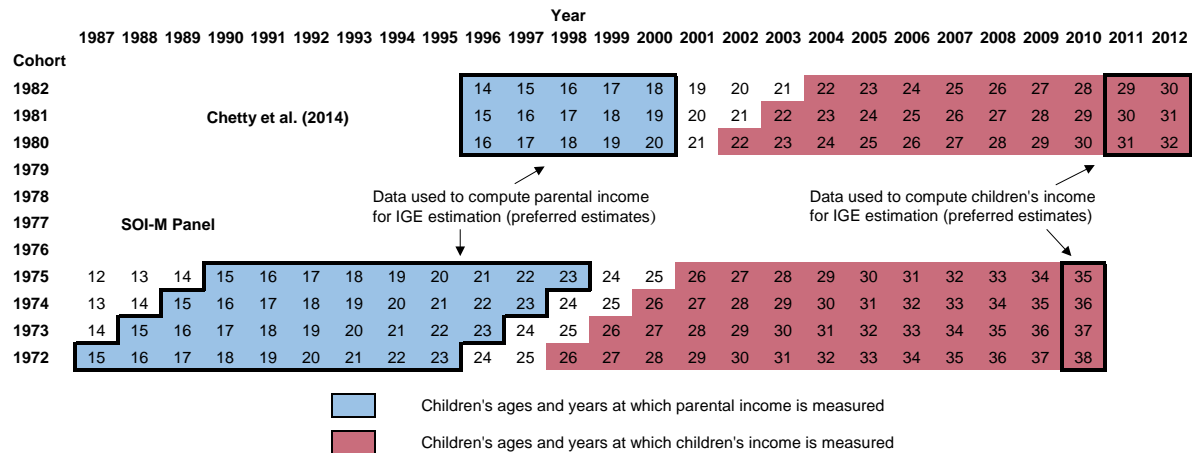 Year
1987 1988 1989 1990 1991 1992 1993 1994 1995 1996 1997 1998 1999 2000 2001 2002 2003 2004 2005 2006 2007 2008 2009 2010 2011 2012
Cohort
1982 14 15 16 17 18 19 20 21 22 23 24 25 26 27 28 29 30
1981 Chetty et al. (2014) 15 16 17 18 19 20 21 22 23 24 25 26 27 28 29 30 31
1980 16 17 18 19 20 21 22 23 24 25 26 27 28 29 30 31 32
1979
1978 Data used to compute parental income Data used to compute children's income
for IGE estimation (preferred estimates) for IGE estimation (preferred estimates)
1977 SOI-M Panel
1976
1975 12 13 14 15 16 17 18 19 20 21 22 23 24 25 26 27 28 29 30 31 32 33 34 35
1974 13 14 15 16 17 18 19 20 21 22 23 24 25 26 27 28 29 30 31 32 33 34 35 36
1973 14 15 16 17 18 19 20 21 22 23 24 25 26 27 28 29 30 31 32 33 34 35 36 37
1972 15 16 17 18 19 20 21 22 23 24 25 26 27 28 29 30 31 32 33 34 35 36 37 38
Children's ages and years at which parental income is measured
Children's ages and years at which children's income is measured